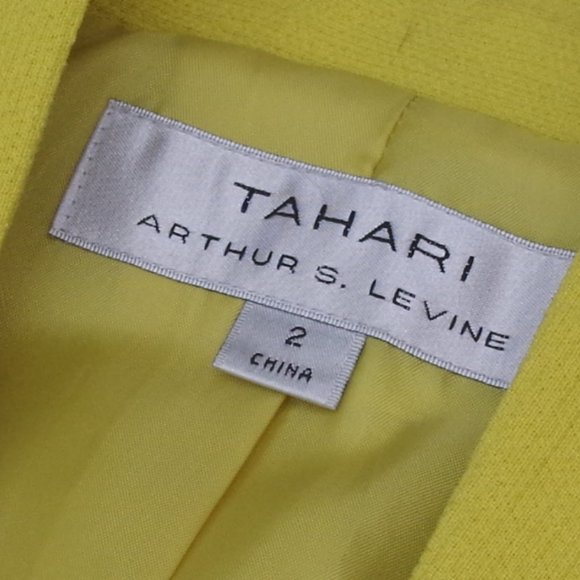 TAHARI
ARTHUR S. LEVINE
2
CHINA